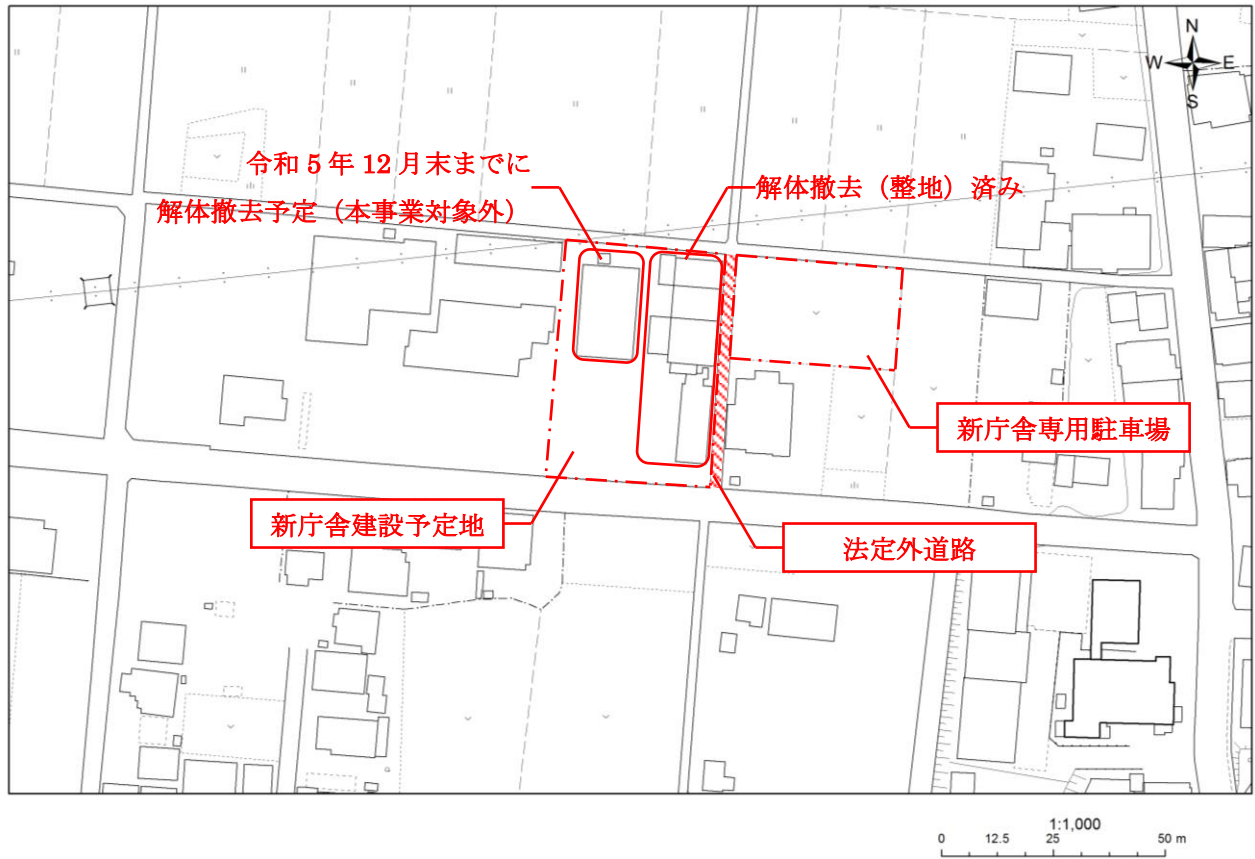 N
W E
S
令和 5 年 12 月末までに
解体撤去予定（本事業対象外）
解体撤去（整地）済み
新庁舎専用駐車場
新庁舎建設予定地
法定外道路
1:1,000
0 12.5 25 50 m